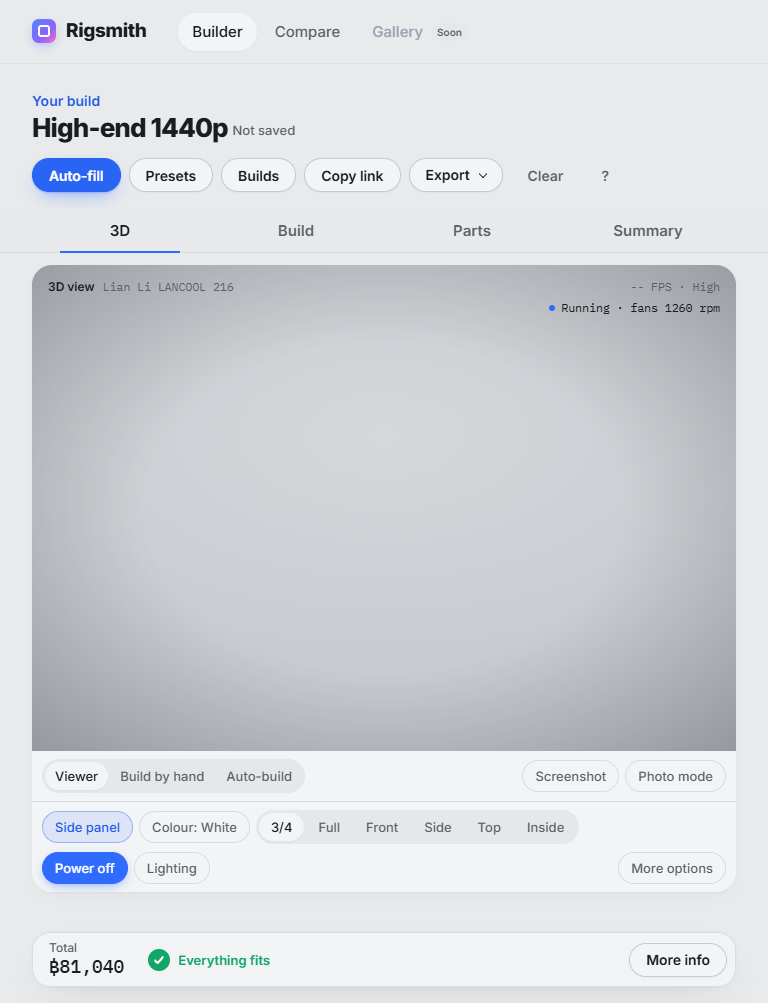 Rigsmith
Builder
Compare
Gallery Soon
Your build
High-end 1440p Not saved
Auto-fill
Presets
Builds
Copy link
Export
Clear
?
3D
Build
Parts
Summary
3D view Lian Li LANCOOL 216
-- FPS · High
Running · fans 1260 rpm
Viewer
Build by hand
Auto-build
Screenshot
Photo mode
Side panel
Colour: White
3/4
Full
Front
Side
Top
Inside
Power off
Lighting
More options
Total
฿81,040
Everything fits
More info